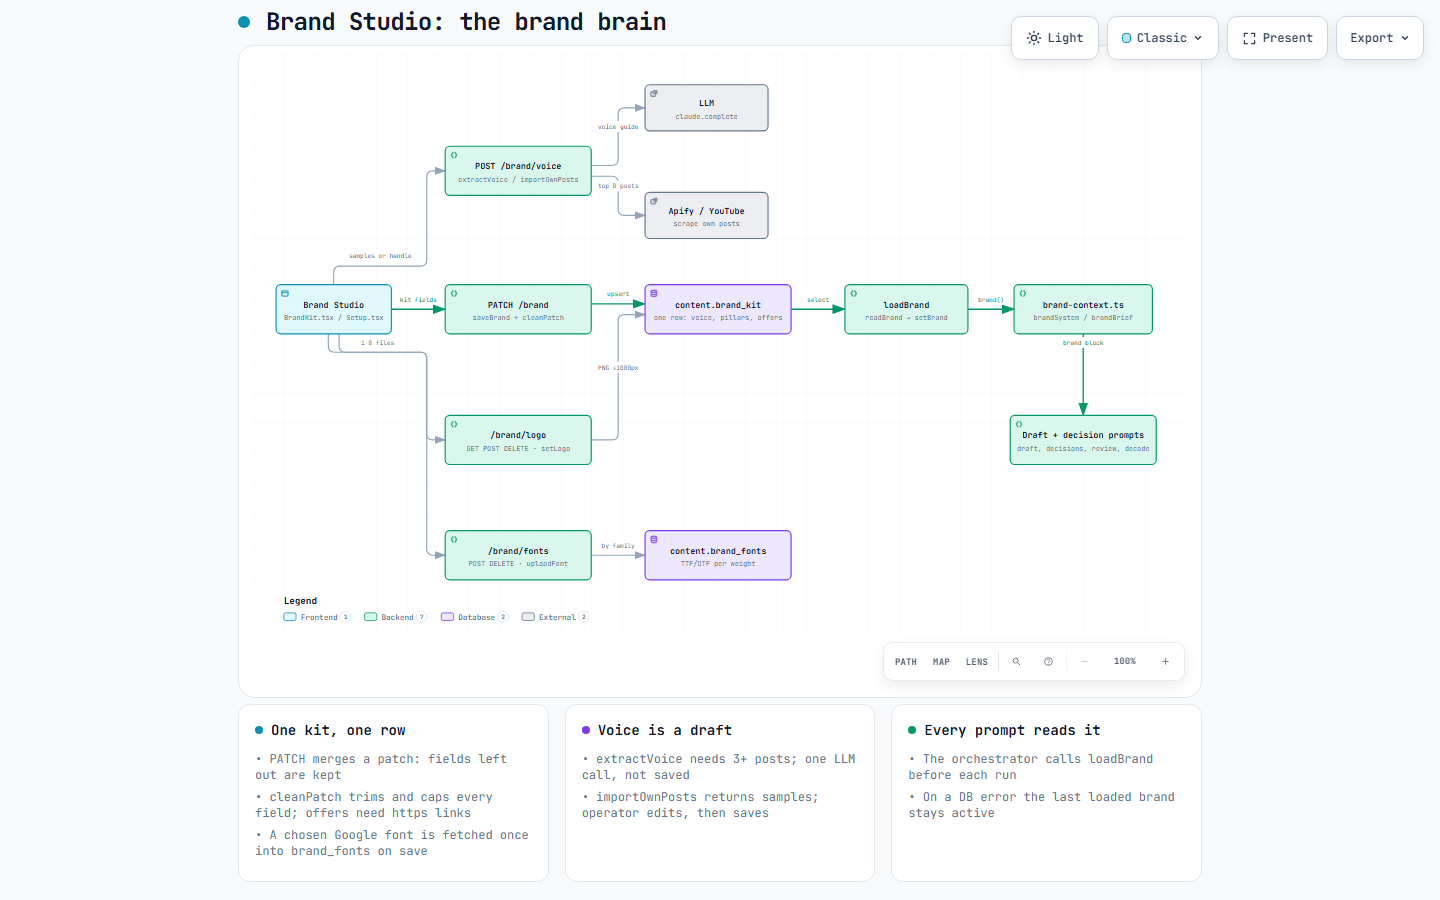 Brand Studio: the brand brain
Light
Classic
Present
Export
LLM
claude.complete
voice guide
POST /brand/voice
extractVoice / importOwnPosts
top 8 posts
Apify / YouTube
scrape own posts
samples or handle
Brand Studio
BrandKit.tsx / Setup.tsx
kit fields
PATCH /brand
saveBrand + cleanPatch
upsert
content.brand_kit
one row: voice, pillars, offers
select
loadBrand
readBrand → setBrand
brand()
brand-context.ts
brandSystem / brandBrief
1-8 files
brand block
PNG ≤1000px
/brand/logo
GET POST DELETE · setLogo
Draft + decision prompts
draft, decisions, review, decode
/brand/fonts
POST DELETE · uploadFont
by family
content.brand_fonts
TTF/OTF per weight
Legend
Frontend 1
Backend 7
Database 2
External 2
PATH MAP LENS 100%
One kit, one row
• PATCH merges a patch: fields left
out are kept
• cleanPatch trims and caps every
field; offers need https links
• A chosen Google font is fetched once
into brand_fonts on save
Voice is a draft
• extractVoice needs 3+ posts; one LLM
call, not saved
• importOwnPosts returns samples;
operator edits, then saves
Every prompt reads it
• The orchestrator calls loadBrand
before each run
• On a DB error the last loaded brand
stays active